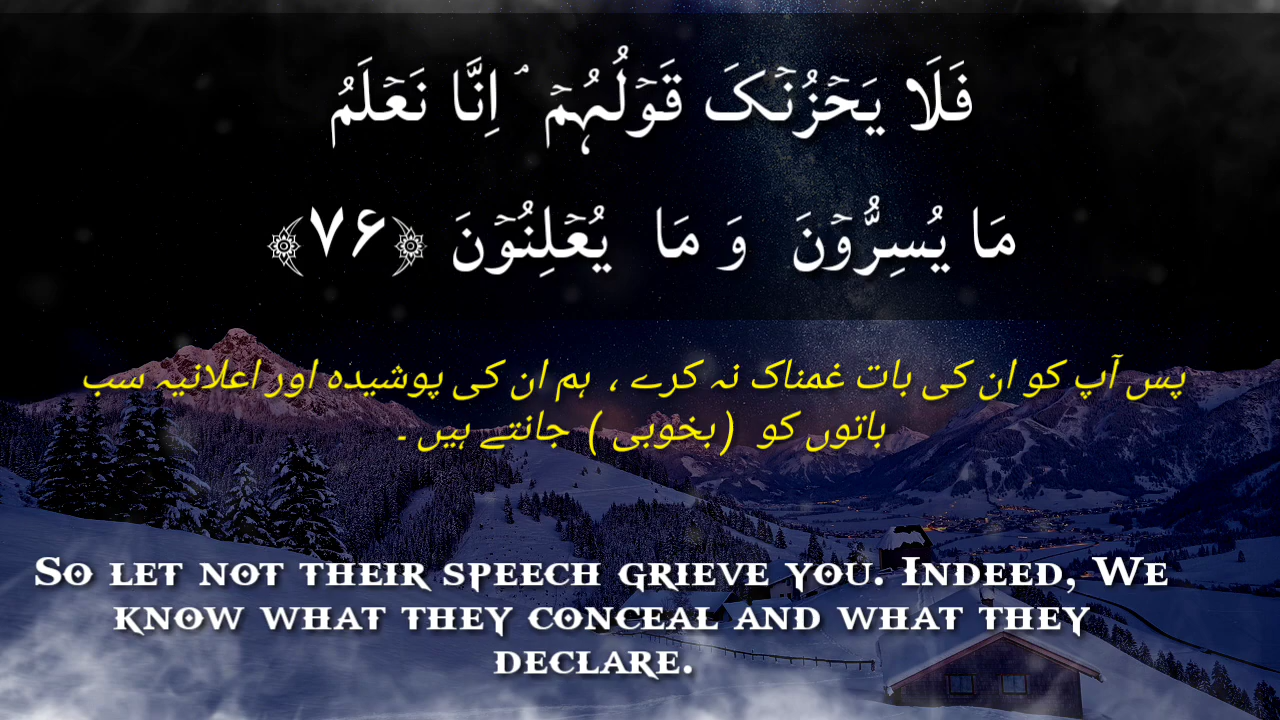 فَلَا یَحۡزُنۡکَ قَوۡلُہُمۡ ۘ اِنَّا نَعۡلَمُ
مَا یُسِرُّوۡنَ وَ مَا یُعۡلِنُوۡنَ ﴿۷۶﴾
پس آپ کو ان کی بات غمناک نہ کرے ، ہم ان کی پوشیدہ اور اعلانیہ سب
باتوں کو ( بخوبی ) جانتے ہیں ۔
So let not their speech grieve you. Indeed, We
know what they conceal and what they
declare.